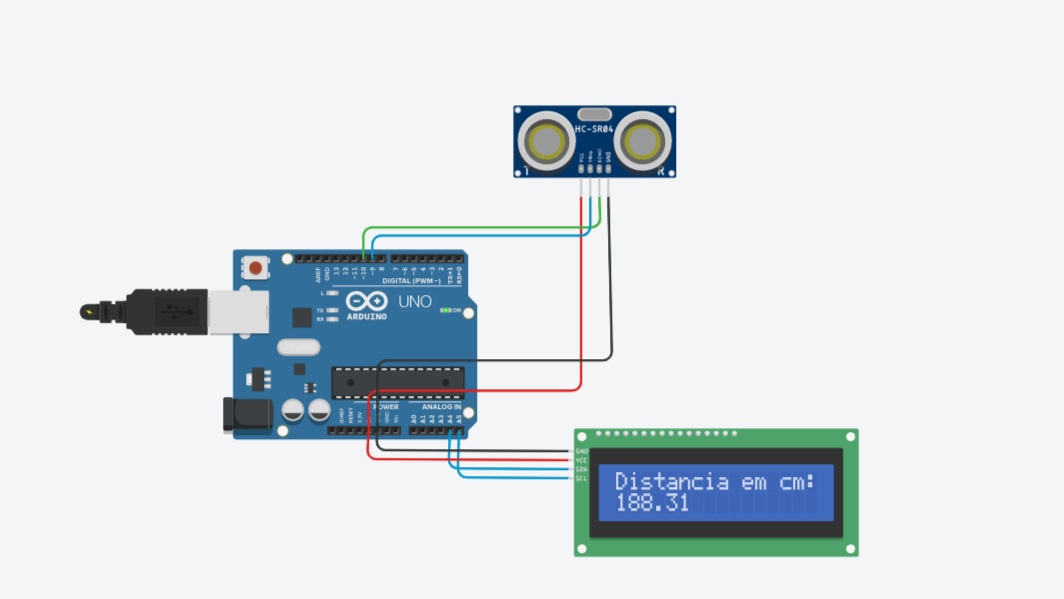 HC-SR04
VCC
TRIG
ECHO
GND
T
R
AREF
GND
13
12
~11
~10
~9
8
7
~6
~5
4
~3
2
TX→1
RX←0
DIGITAL (PWM~)
L
TX
RX
UNO
ARDUINO
ON
POWER
ANALOG IN
IOREF
RESET
3.3V
GND
Vin
A0
A1
A2
A3
A4
A5
GND
VCC
SDA
SCL
Distancia em cm:
188.31